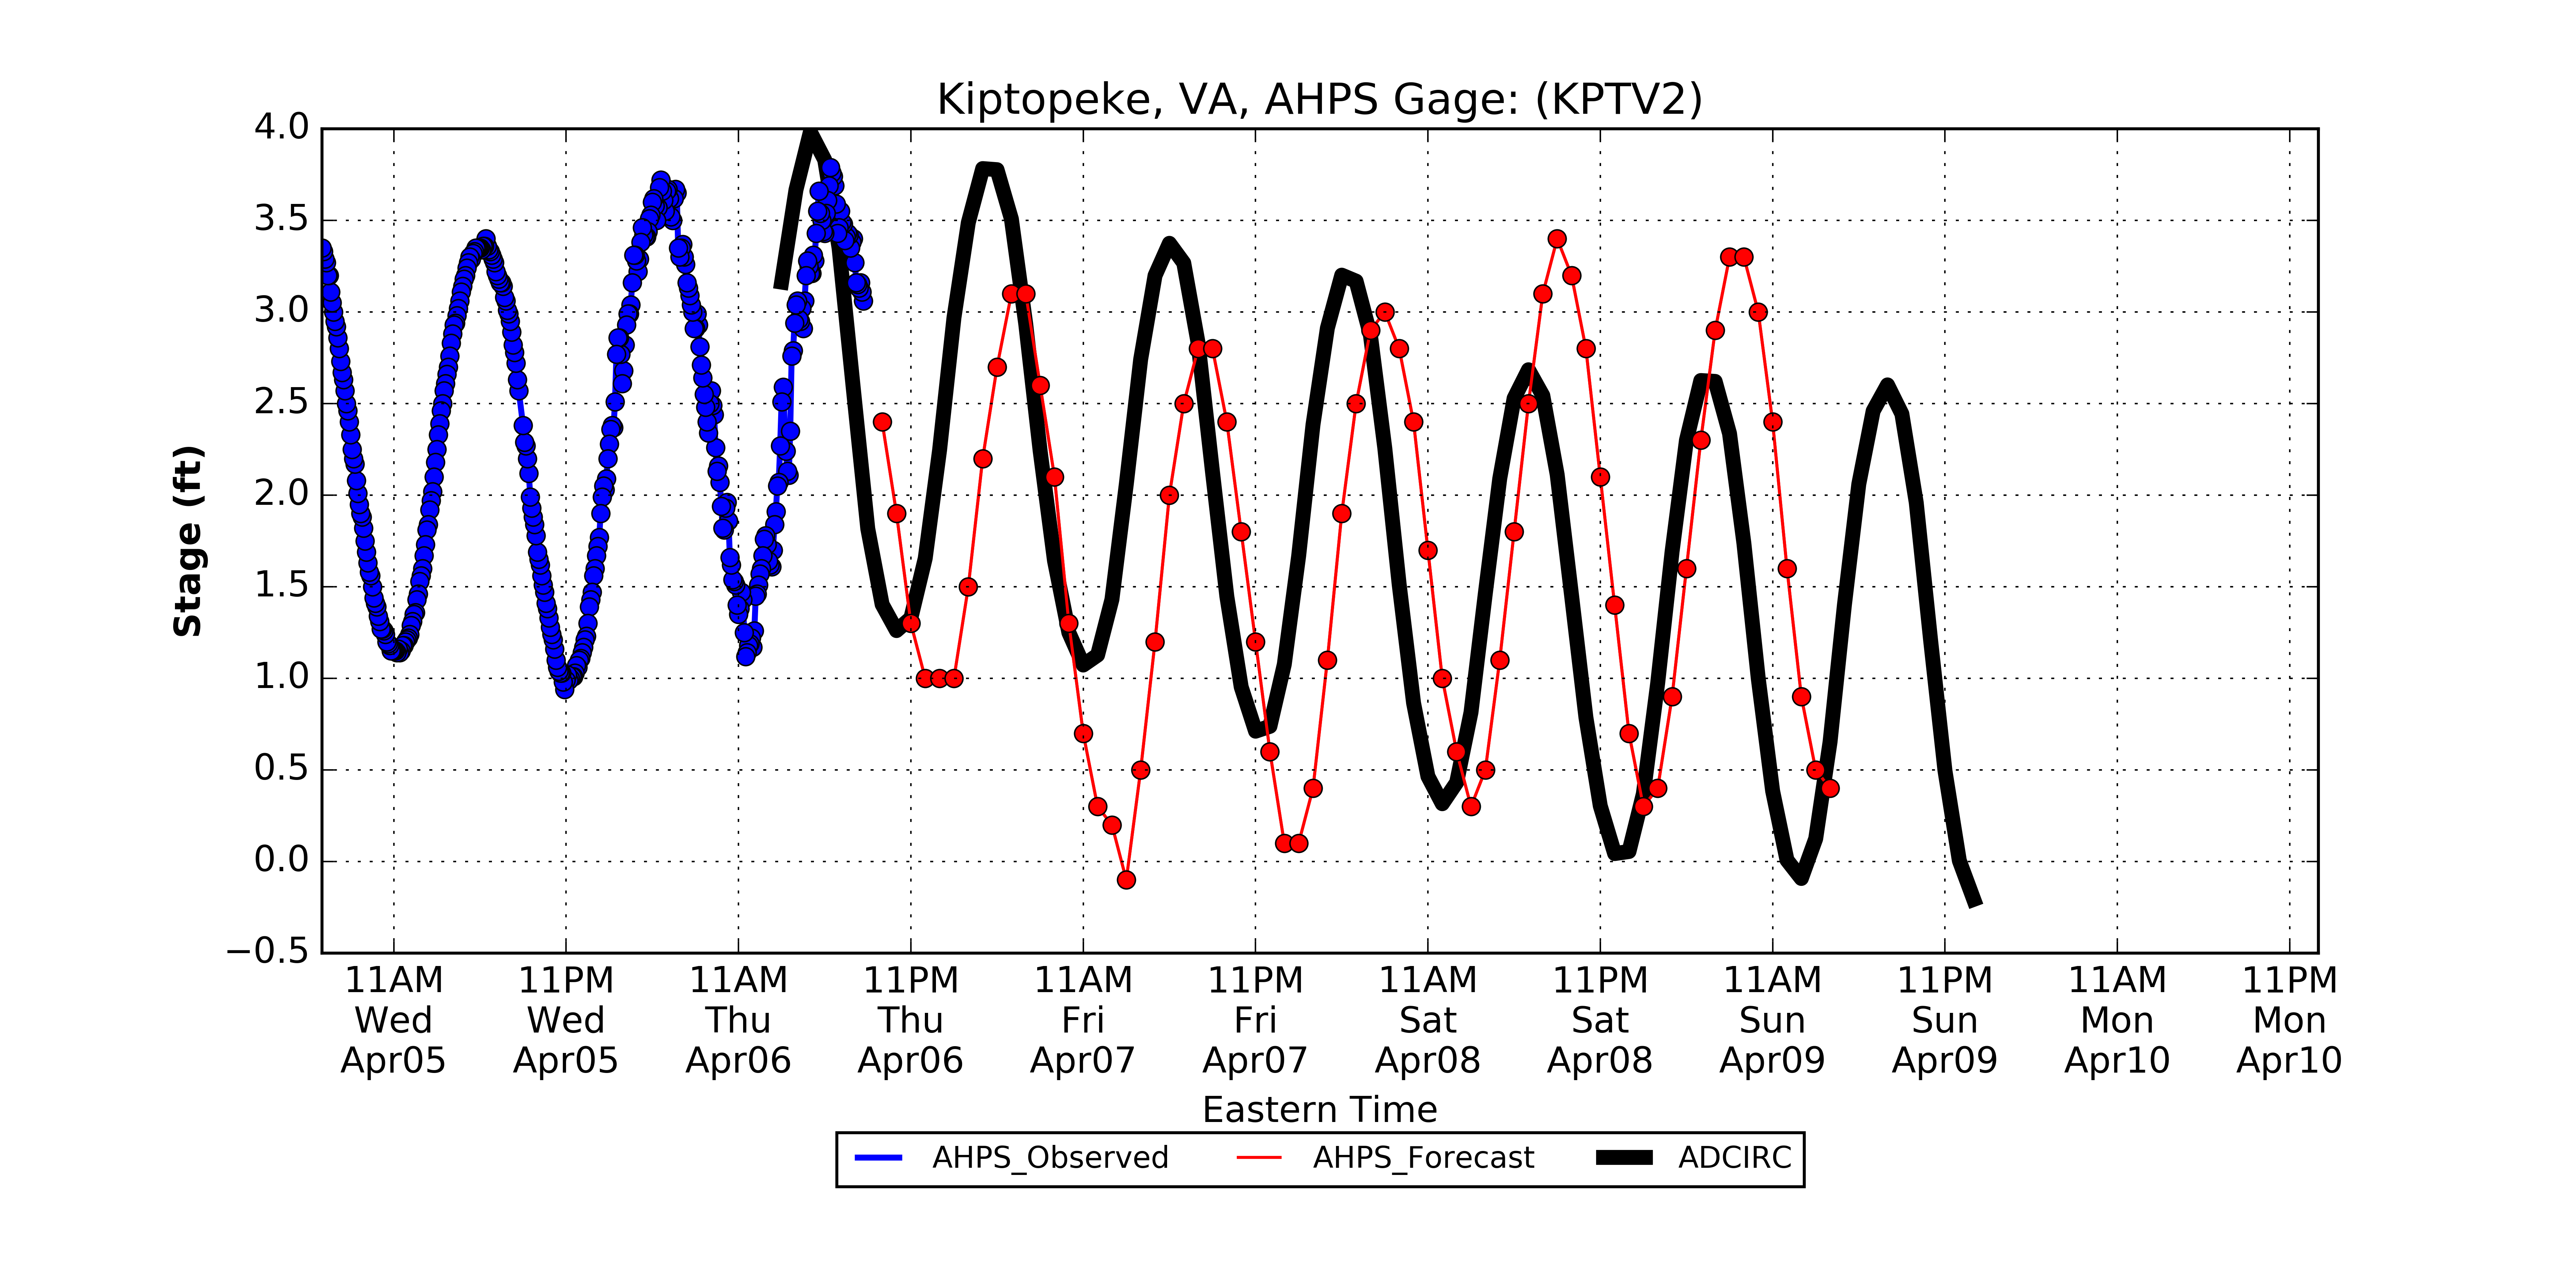 Kiptopeke, VA, AHPS Gage: (KPTV2)
4.0
3.5
3.0
2.5
2.0
1.5
1.0
0.5
0.0
−0.5
Stage (ft)
11AM 11PM 11AM 11PM 11AM 11PM 11AM 11PM 11AM 11PM 11AM 11PM
Wed Wed Thu Thu Fri Fri Sat Sat Sun Sun Mon Mon
Apr05 Apr05 Apr06 Apr06 Apr07 Apr07 Apr08 Apr08 Apr09 Apr09 Apr10 Apr10
Eastern Time
AHPS_Observed AHPS_Forecast ADCIRC